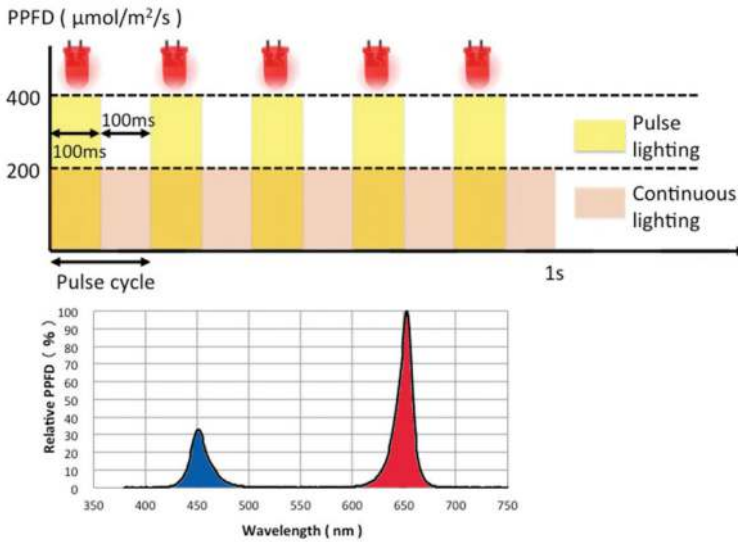 PPFD ( μmol/m²/s )
400
100ms
100ms
200
Pulse
lighting
Continuous
lighting
Pulse cycle
1s
Relative PPFD ( % )
100
90
80
70
60
50
40
30
20
10
0
350 400 450 500 550 600 650 700 750
Wavelength ( nm )